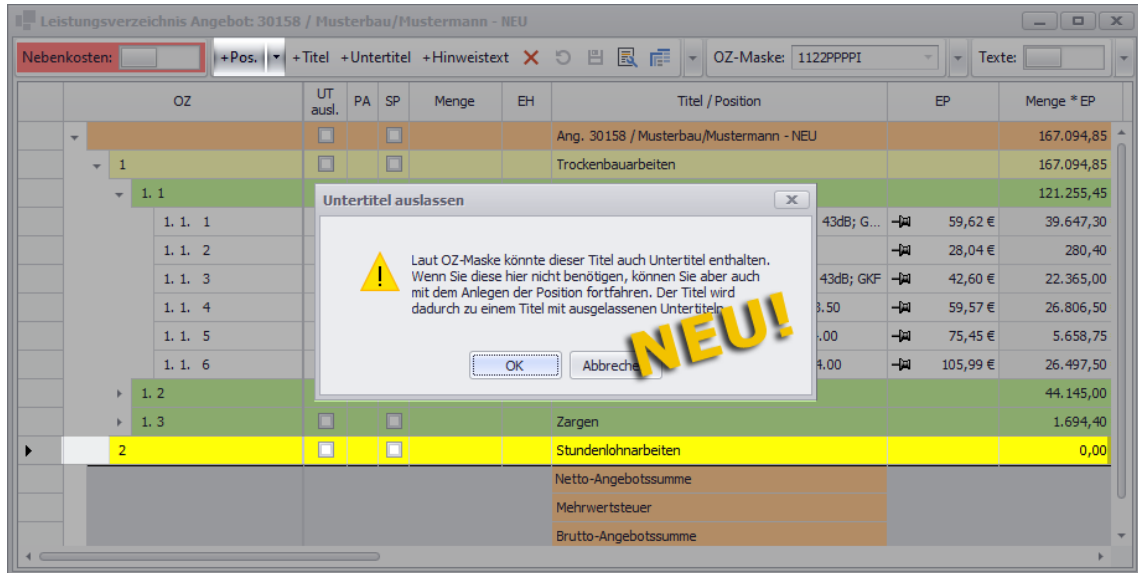 Leistungsverzeichnis Angebot: 30158 / Musterbau/Mustermann - NEU
Nebenkosten: +Pos. +Titel +Untertitel +Hinweistext OZ-Maske: 1122PPPPI Texte:
OZ UT ausl. PA SP Menge EH Titel / Position EP Menge * EP
Ang. 30158 / Musterbau/Mustermann - NEU 167.094,85
1 Trockenbauarbeiten 167.094,85
1. 1 121.255,45
Untertitel auslassen
1. 1. 1 43dB; G... 59,62 € 39.647,30
1. 1. 2 28,04 € 280,40
1. 1. 3 43dB; GKF 42,60 € 22.365,00
1. 1. 4 3.50 59,57 € 26.806,50
1. 1. 5 .00 75,45 € 5.658,75
1. 1. 6 4.00 105,99 € 26.497,50
Laut OZ-Maske könnte dieser Titel auch Untertitel enthalten.
Wenn Sie diese hier nicht benötigen, können Sie aber auch
mit dem Anlegen der Position fortfahren. Der Titel wird
dadurch zu einem Titel mit ausgelassenen Untertiteln.
NEU!
OK Abbreche
1. 2 44.145,00
1. 3 Zargen 1.694,40
2 Stundenlohnarbeiten 0,00
Netto-Angebotssumme
Mehrwertsteuer
Brutto-Angebotssumme